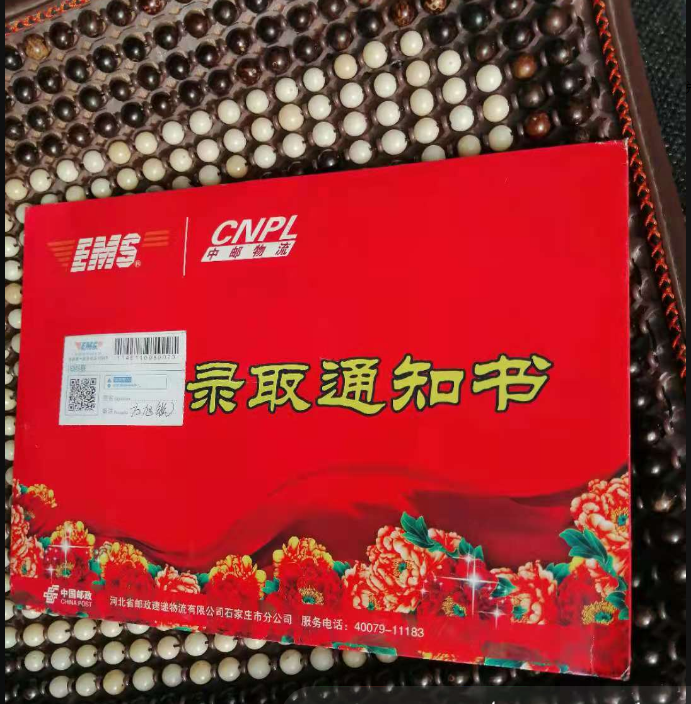 EMS
CNPL
中邮物流
EMS
录取通知书
中国邮政
CHINA POST
河北省邮政速递物流有限公司石家庄市分公司 服务电话：40079-11183